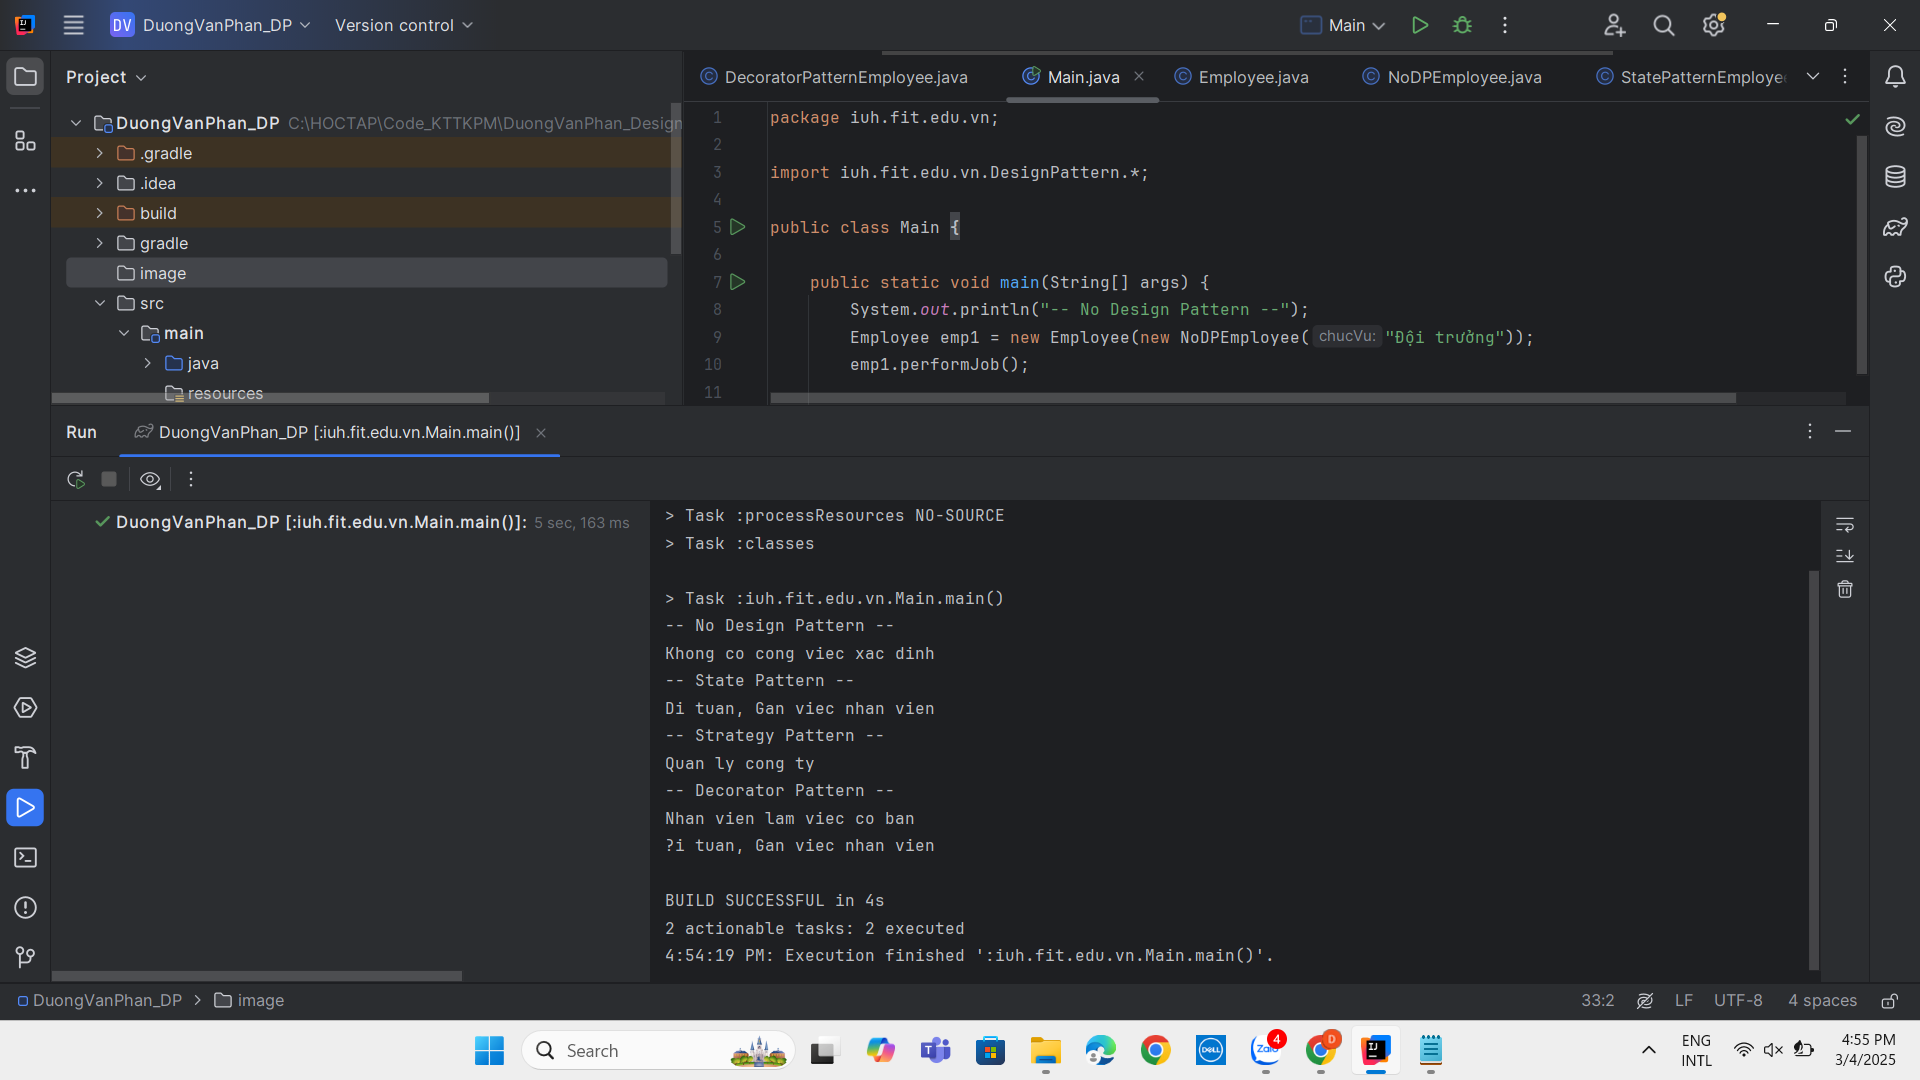 DV DuongVanPhan_DP Version control Main
Project
DuongVanPhan_DP C:\HOCTAP\Code_KTTKPM\DuongVanPhan_Design
.gradle
.idea
build
gradle
image
src
main
java
resources
DecoratorPatternEmployee.java Main.java Employee.java NoDPEmployee.java StatePatternEmploye
1 package iuh.fit.edu.vn;
2
3 import iuh.fit.edu.vn.DesignPattern.*;
4
5 public class Main {
6
7 public static void main(String[] args) {
8 System.out.println("-- No Design Pattern --");
9 Employee emp1 = new Employee(new NoDPEmployee( chucVu: "Đội trưởng"));
10 emp1.performJob();
11
Run DuongVanPhan_DP [:iuh.fit.edu.vn.Main.main()]
DuongVanPhan_DP [:iuh.fit.edu.vn.Main.main()]: 5 sec, 163 ms
> Task :processResources NO-SOURCE
> Task :classes
> Task :iuh.fit.edu.vn.Main.main()
-- No Design Pattern --
Khong co cong viec xac dinh
-- State Pattern --
Di tuan, Gan viec nhan vien
-- Strategy Pattern --
Quan ly cong ty
-- Decorator Pattern --
Nhan vien lam viec co ban
?i tuan, Gan viec nhan vien
BUILD SUCCESSFUL in 4s
2 actionable tasks: 2 executed
4:54:19 PM: Execution finished ':iuh.fit.edu.vn.Main.main()'.
DuongVanPhan_DP > image 33:2 LF UTF-8 4 spaces
Search
DELL
Zalo
4
D
ENG
INTL
4:55 PM
3/4/2025